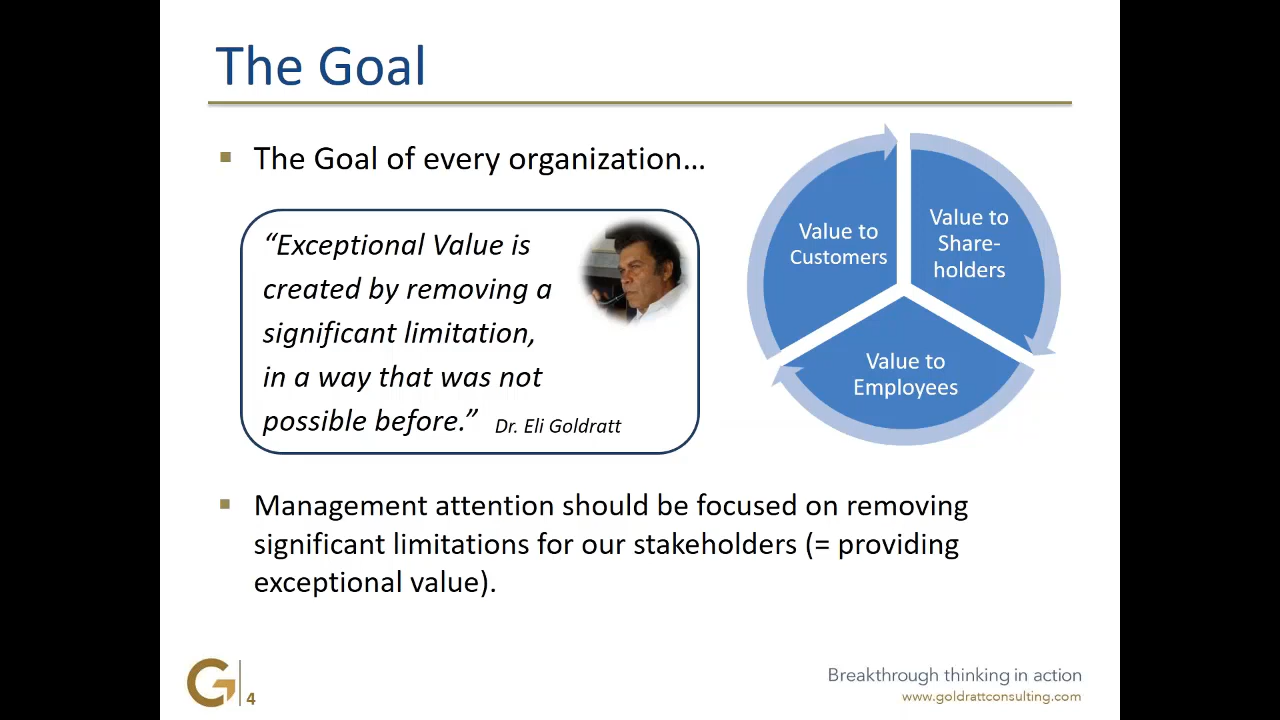 The Goal
▪ The Goal of every organization...
“Exceptional Value is
created by removing a
significant limitation,
in a way that was not
possible before.” Dr. Eli Goldratt
Value to
Customers
Value to
Share-
holders
Value to
Employees
▪ Management attention should be focused on removing
significant limitations for our stakeholders (= providing
exceptional value).
G
4
Breakthrough thinking in action
www.goldrattconsulting.com